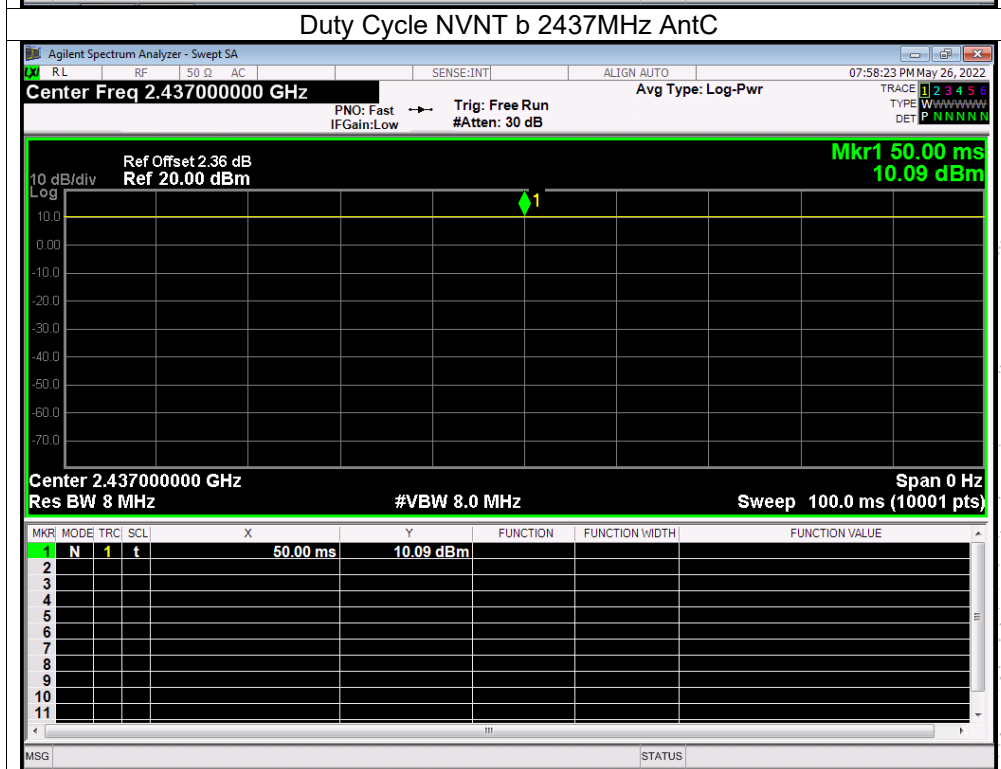 Duty Cycle NVNT b 2437MHz AntC
Agilent Spectrum Analyzer - Swept SA
LXI RL RF 50 Ω AC SENSE:INT ALIGN AUTO 07:58:23 PM May 26, 2022
Center Freq 2.437000000 GHz
PNO: Fast
IFGain:Low
Trig: Free Run
#Atten: 30 dB
Avg Type: Log-Pwr
TRACE 1 2 3 4 5 6
TYPE WWWWWWW
DET P N N N N N
Mkr1 50.00 ms
10.09 dBm
Ref Offset 2.36 dB
10 dB/div Ref 20.00 dBm
Log
1
10.0
0.00
-10.0
-20.0
-30.0
-40.0
-50.0
-60.0
-70.0
Center 2.437000000 GHz Span 0 Hz
Res BW 8 MHz #VBW 8.0 MHz Sweep 100.0 ms (10001 pts)
MKR MODE TRC SCL X Y FUNCTION FUNCTION WIDTH FUNCTION VALUE
1 N 1 t 50.00 ms 10.09 dBm
2
3
4
5
6
7
8
9
10
11
MSG STATUS